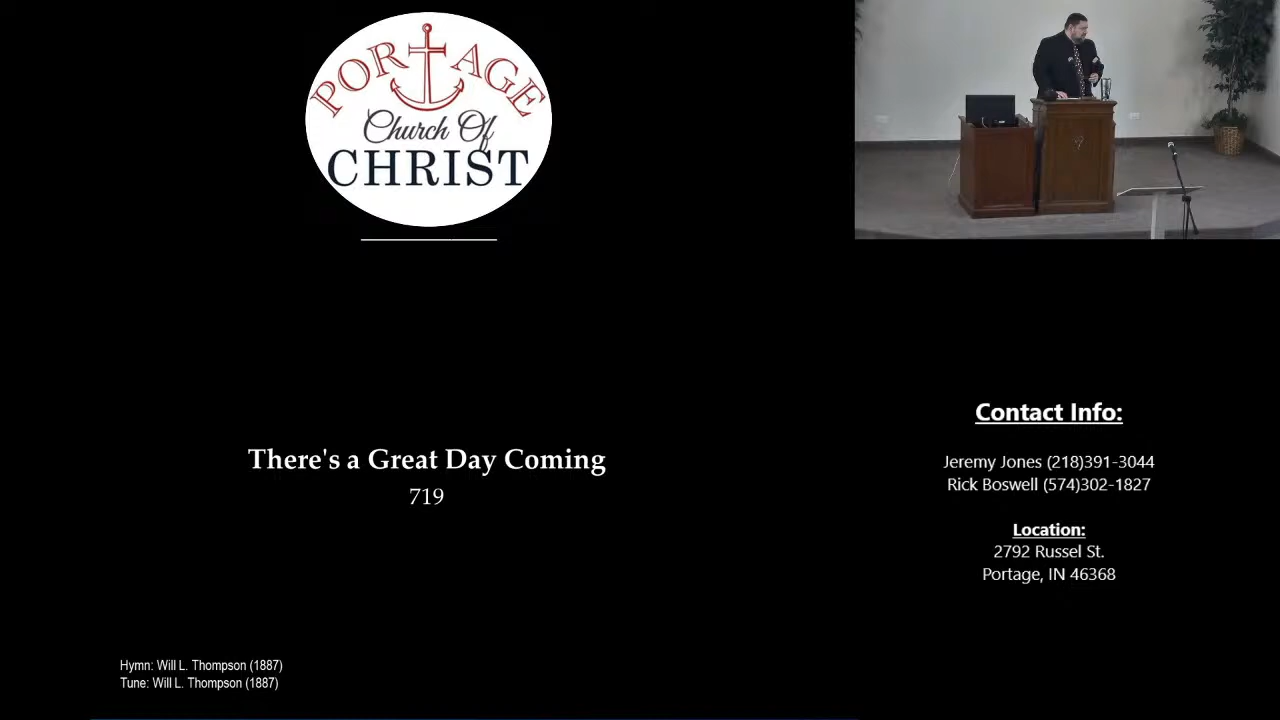 PORTAGE
Church Of
CHRIST
There's a Great Day Coming
719
Contact Info:
Jeremy Jones (218)391-3044
Rick Boswell (574)302-1827
Location:
2792 Russel St.
Portage, IN 46368
Hymn: Will L. Thompson (1887)
Tune: Will L. Thompson (1887)